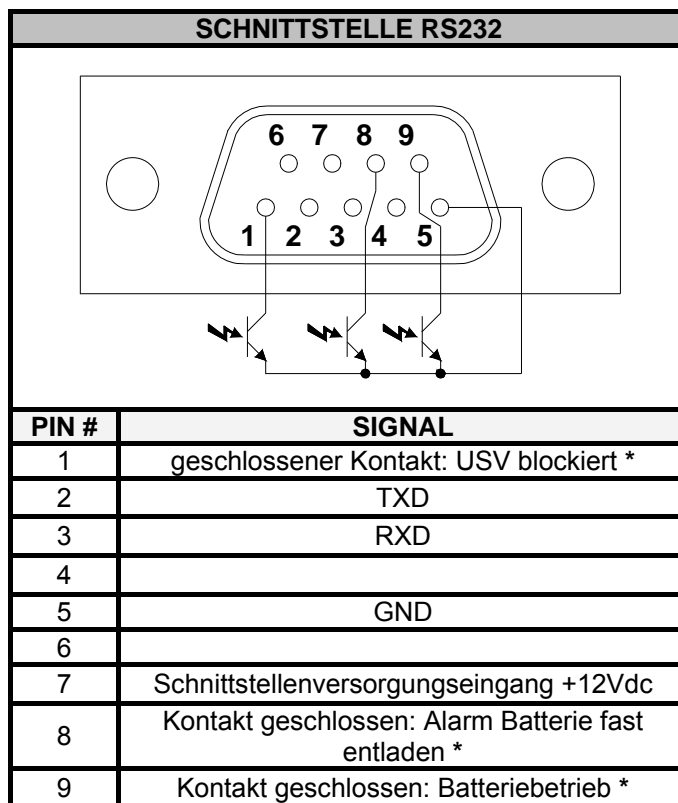 SCHNITTSTELLE RS232
6 7 8 9
1 2 3 4 5
PIN # SIGNAL
1 geschlossener Kontakt: USV blockiert *
2 TXD
3 RXD
4
5 GND
6
7 Schnittstellenversorgungseingang +12Vdc
8 Kontakt geschlossen: Alarm Batterie fast
entladen *
9 Kontakt geschlossen: Batteriebetrieb *